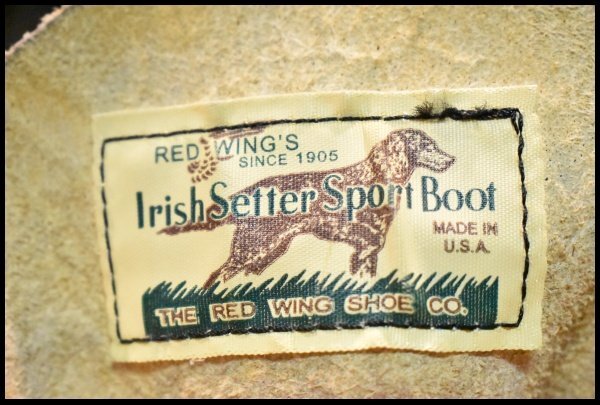 RED WING'S
SINCE 1905
Irish Setter Sport Boot
MADE IN
U.S.A.
THE RED WING SHOE CO.